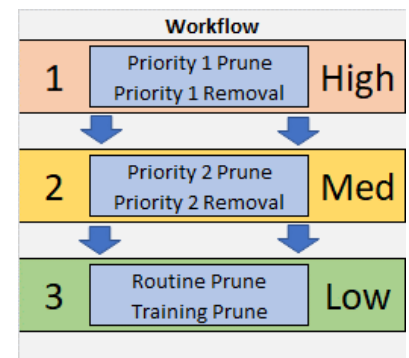 Workflow
1
Priority 1 Prune
Priority 1 Removal
High
2
Priority 2 Prune
Priority 2 Removal
Med
3
Routine Prune
Training Prune
Low